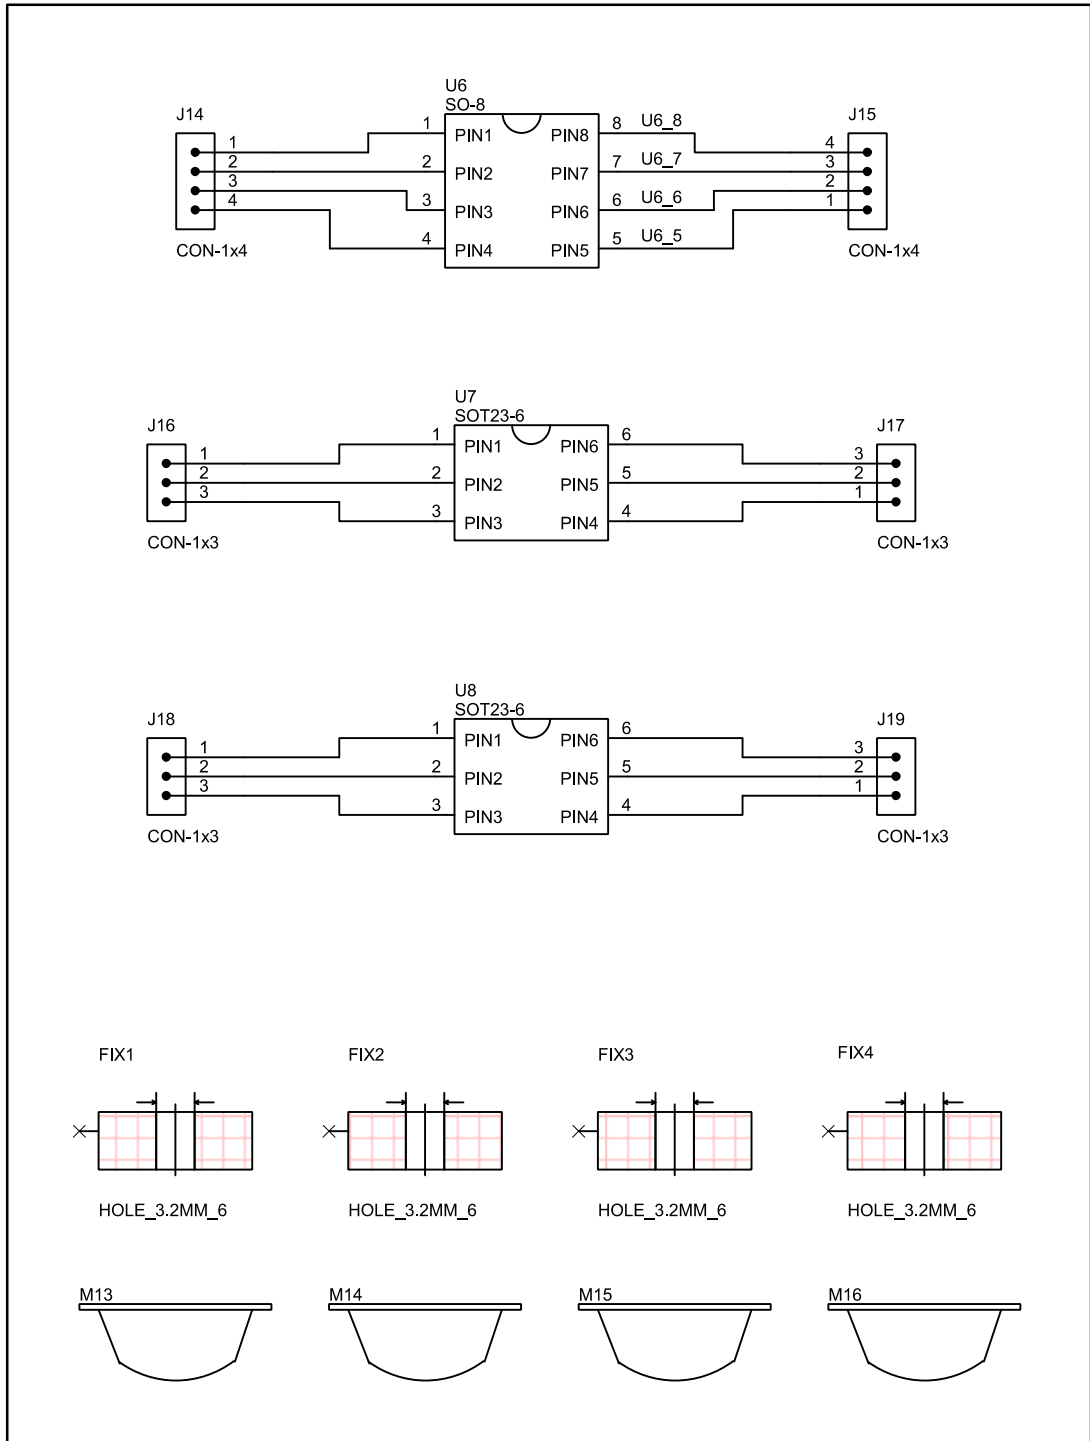 U6
SO-8
J14
J15
1 PIN1 PIN8 8 U6_8
1 4
2 2 PIN2 PIN7 7 U6_7 3
3 2
3 PIN3 PIN6 6 U6_6
4 1
4 PIN4 PIN5 5 U6_5
CON-1x4 CON-1x4
U7
SOT23-6
J16 J17
1 PIN1 PIN6 6
1 3
2 2 PIN2 PIN5 5 2
3 1
3 PIN3 PIN4 4
CON-1x3 CON-1x3
U8
SOT23-6
J18 J19
1 PIN1 PIN6 6
1 3
2 2 PIN2 PIN5 5 2
3 1
3 PIN3 PIN4 4
CON-1x3 CON-1x3
FIX1 FIX2 FIX3 FIX4
HOLE_3.2MM_6 HOLE_3.2MM_6 HOLE_3.2MM_6 HOLE_3.2MM_6
M13 M14 M15 M16